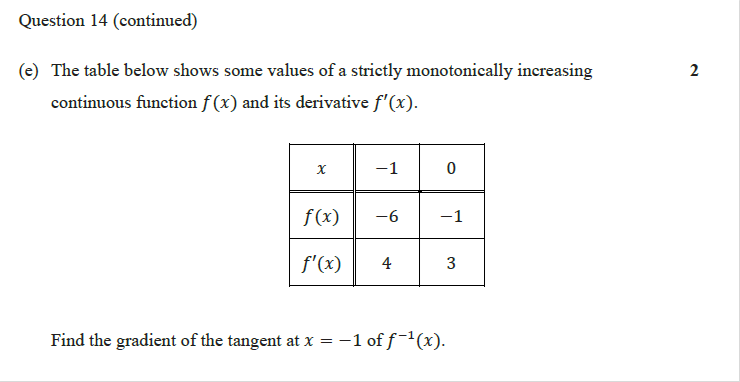 Question 14 (continued)
(e) The table below shows some values of a strictly monotonically increasing 2
continuous function f(x) and its derivative f′(x).
x −1 0
f(x) −6 −1
f′(x) 4 3
Find the gradient of the tangent at x = −1 of f⁻¹(x).